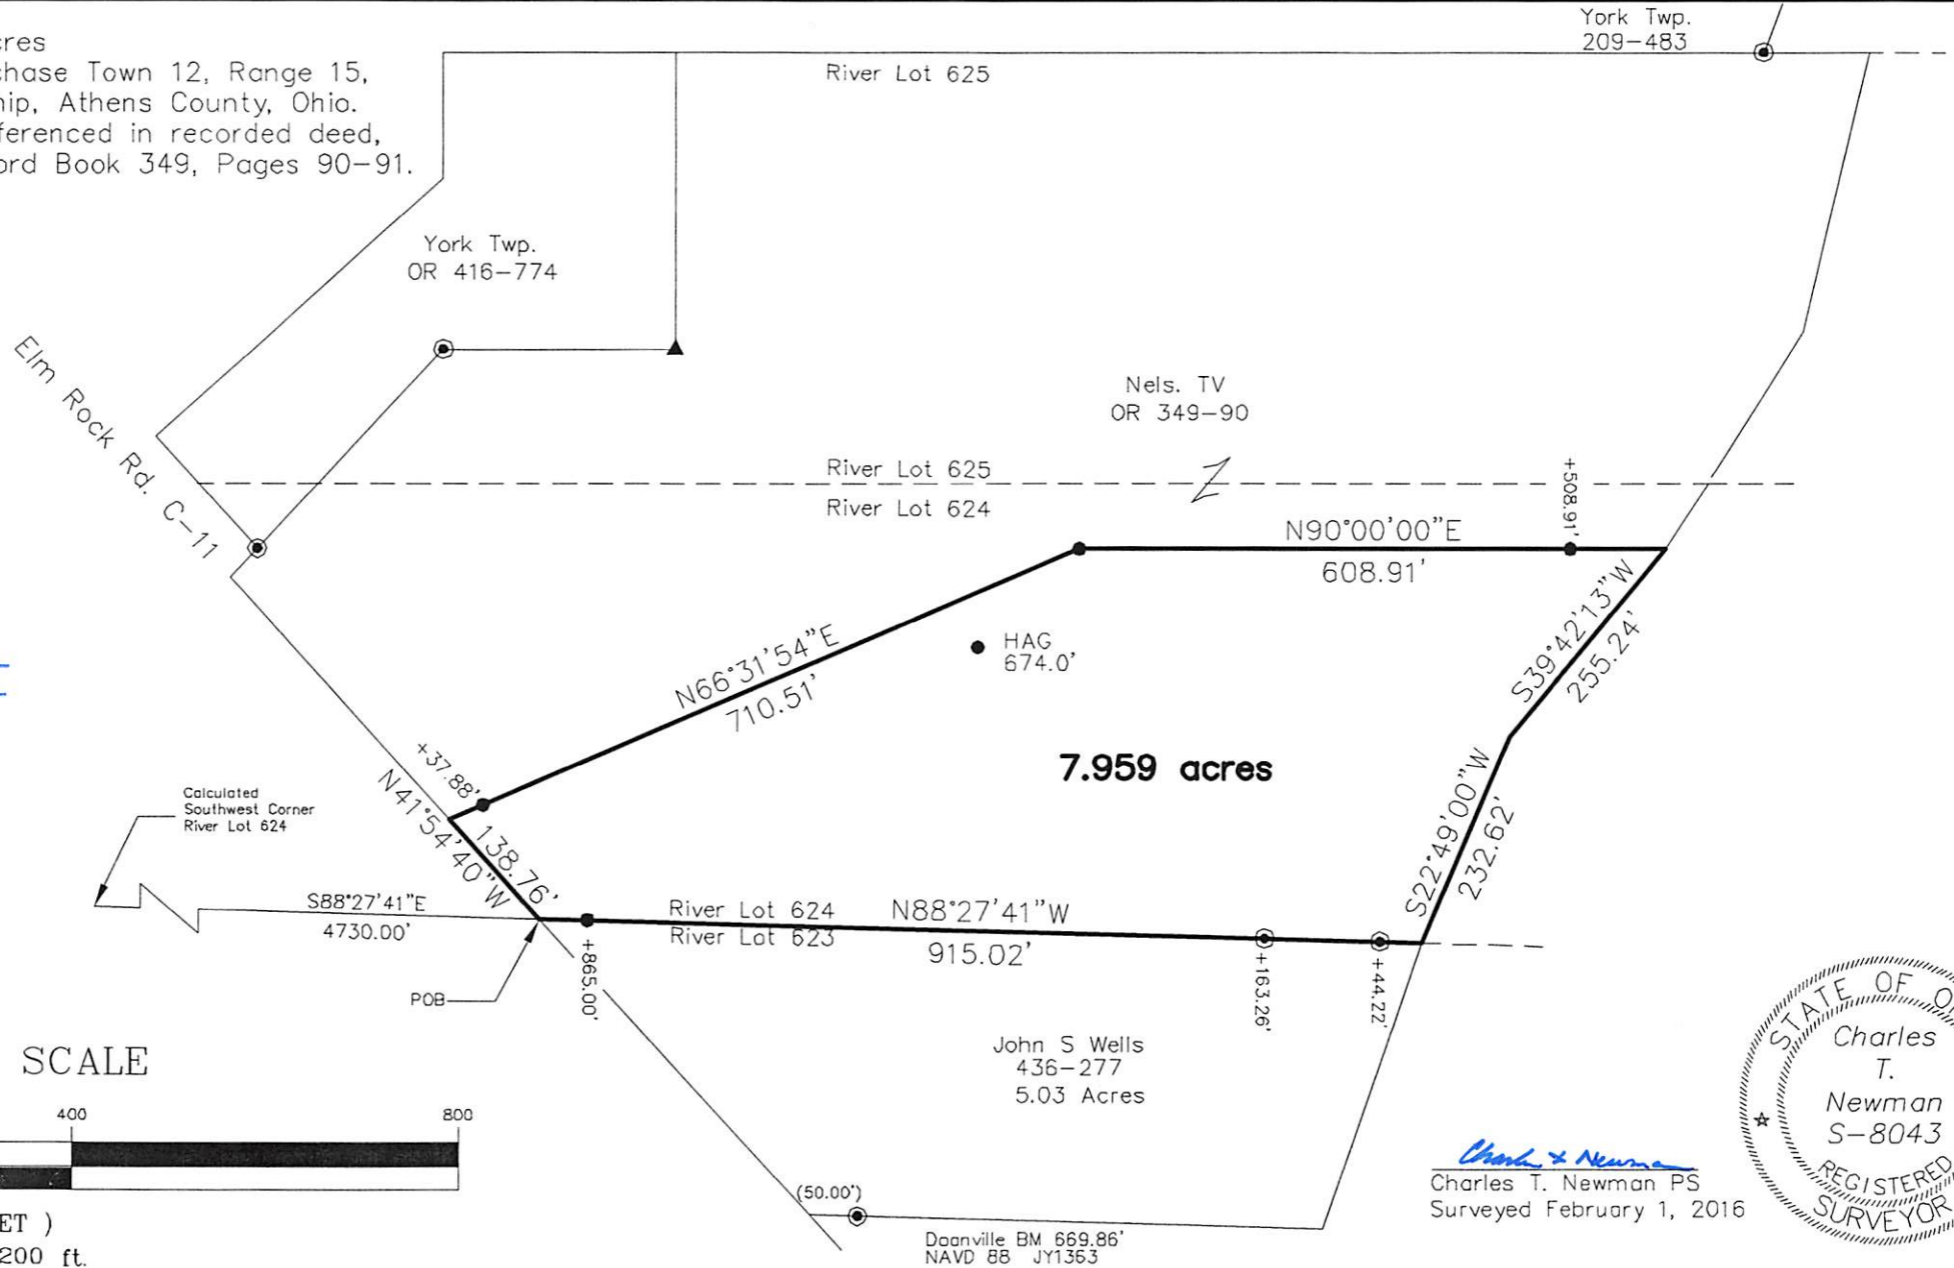 cres
chase Town 12, Range 15,
hip, Athens County, Ohio.
ferenced in recorded deed,
ord Book 349, Pages 90-91.
York Twp.
209-483
River Lot 625
York Twp.
OR 416-774
Elm Rock Rd. C-11
Nels. TV
OR 349-90
River Lot 625
River Lot 624
+508.91'
N90°00'00"E
608.91'
HAG
674.0'
N66°31'54"E
710.51'
S39°42'13"W
255.24'
7.959 acres
+37.88'
N41°54'40"W
138.76'
S22°49'00"W
232.62'
Calculated
Southwest Corner
River Lot 624
S88°27'41"E
4730.00'
River Lot 624
River Lot 623
N88°27'41"W
915.02'
POB
+865.00'
+163.26'
+44.22'
John S Wells
436-277
5.03 Acres
SCALE
400 800
ET )
200 ft.
(50.00')
Doanville BM 669.86'
NAVD 88 JY1363
Charles T Newman
Charles T. Newman PS
Surveyed February 1, 2016
STATE OF O
Charles
T.
Newman
S-8043
REGISTERED
SURVEYOR